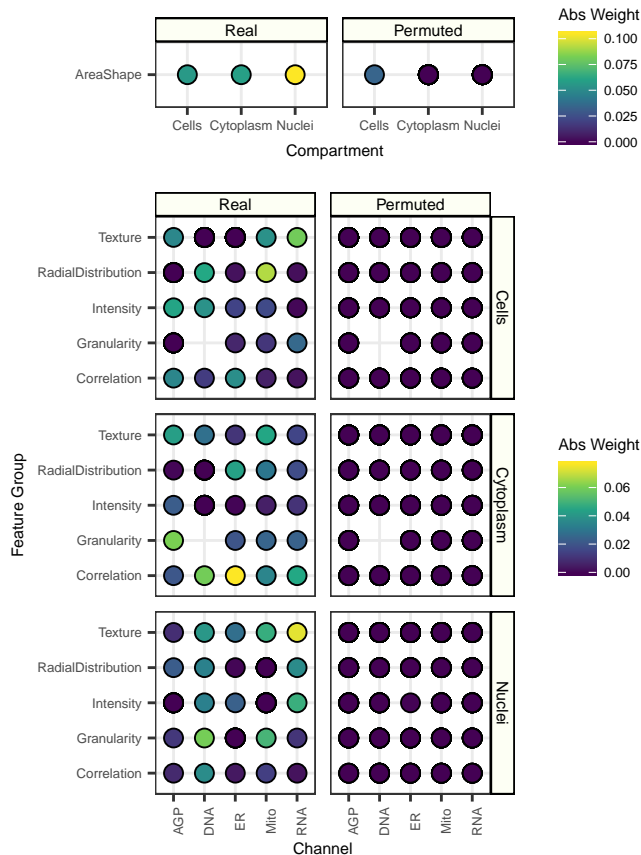 Real Permuted
AreaShape
Cells Cytoplasm Nuclei Cells Cytoplasm Nuclei
Compartment
Abs Weight
0.100
0.075
0.050
0.025
0.000
Real Permuted
Feature Group
Texture
RadialDistribution
Intensity
Granularity
Correlation
Cells
Texture
RadialDistribution
Intensity
Granularity
Correlation
Cytoplasm
Texture
RadialDistribution
Intensity
Granularity
Correlation
Nuclei
AGP DNA ER Mito RNA AGP DNA ER Mito RNA
Channel
Abs Weight
0.06
0.04
0.02
0.00